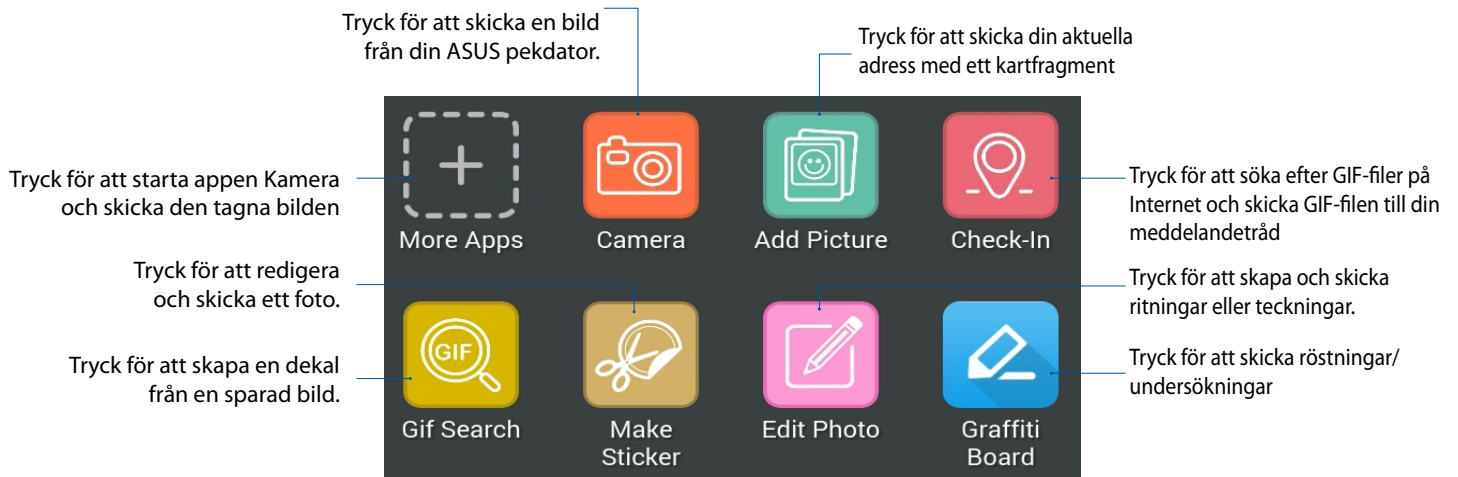 Tryck för att skicka en bild
från din ASUS pekdator.
Tryck för att skicka din aktuella
adress med ett kartfragment
Tryck för att starta appen Kamera
och skicka den tagna bilden
More Apps
Camera
Add Picture
Check-In
Tryck för att söka efter GIF-filer på
Internet och skicka GIF-filen till din
meddelandetråd
Tryck för att redigera
och skicka ett foto.
Tryck för att skapa och skicka
ritningar eller teckningar.
Tryck för att skapa en dekal
från en sparad bild.
GIF
Gif Search
Make
Sticker
Edit Photo
Graffiti
Board
Tryck för att skicka röstningar/
undersökningar